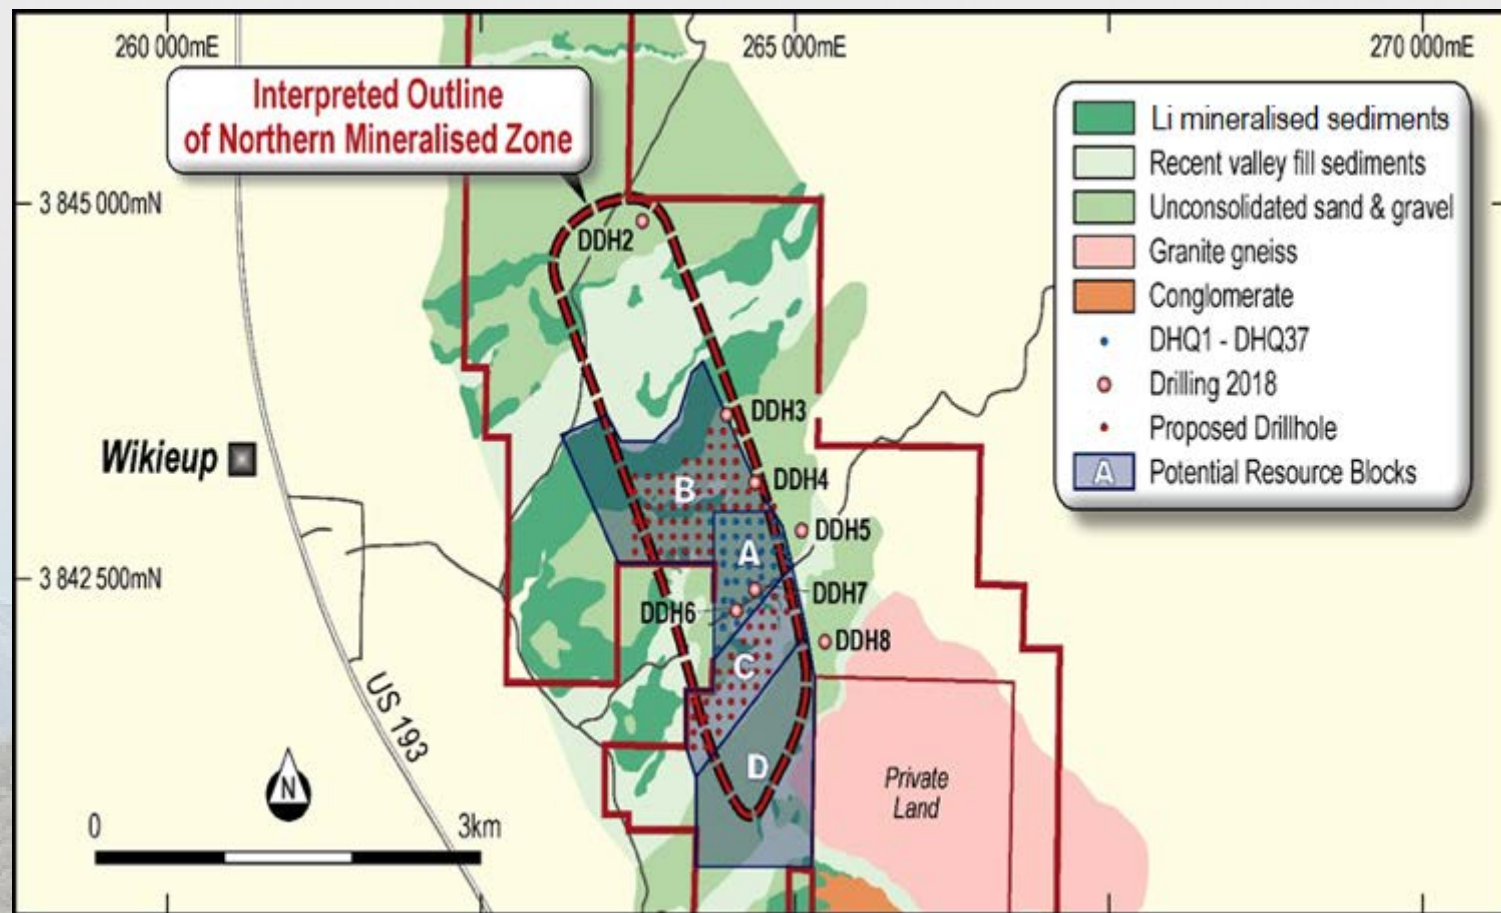 260 000mE
265 000mE
270 000mE
Interpreted Outline
of Northern Mineralised Zone
Li mineralised sediments
Recent valley fill sediments
Unconsolidated sand & gravel
Granite gneiss
Conglomerate
DHQ1 - DHQ37
Drilling 2018
Proposed Drillhole
A Potential Resource Blocks
3 845 000mN
DDH2
DDH3
Wikieup
B
DDH4
DDH5
A
3 842 500mN
DDH6
DDH7
DDH8
C
US 193
D
Private
Land
N
0 3km